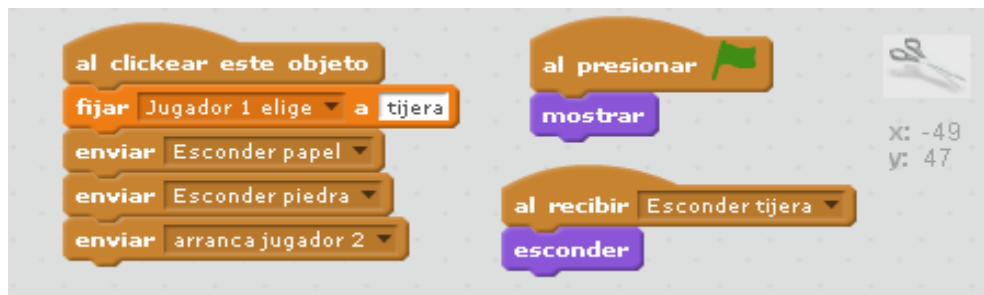 al clickear este objeto
fijar Jugador 1 elige a tijera
enviar Esconder papel
enviar Esconder piedra
enviar arranca jugador 2
al presionar
mostrar
al recibir Esconder tijera
esconder
x: -49
y: 47